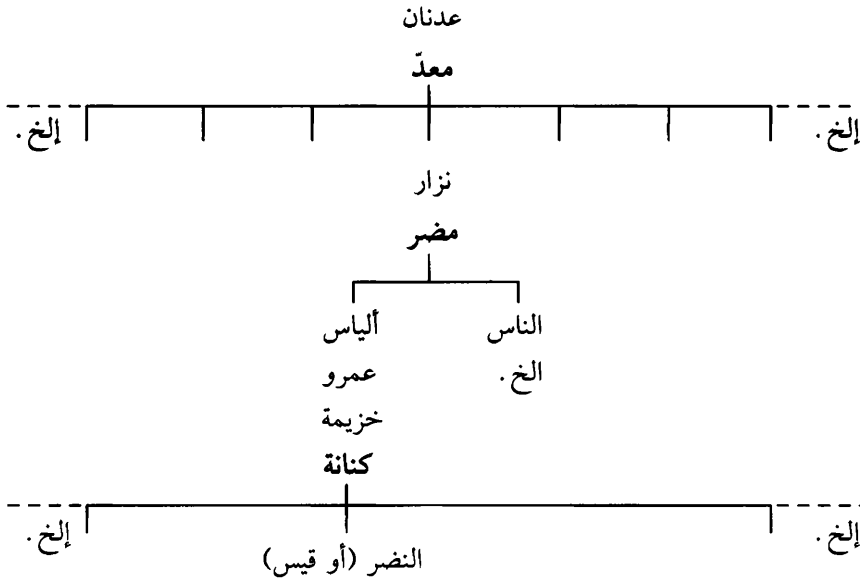 عدنان
معدّ
إلخ. إلخ.
نزار
مضر
الناس ألياس
الخ. عمرو
خزيمة
كنانة
إلخ. إلخ.
النضر (أو قيس)